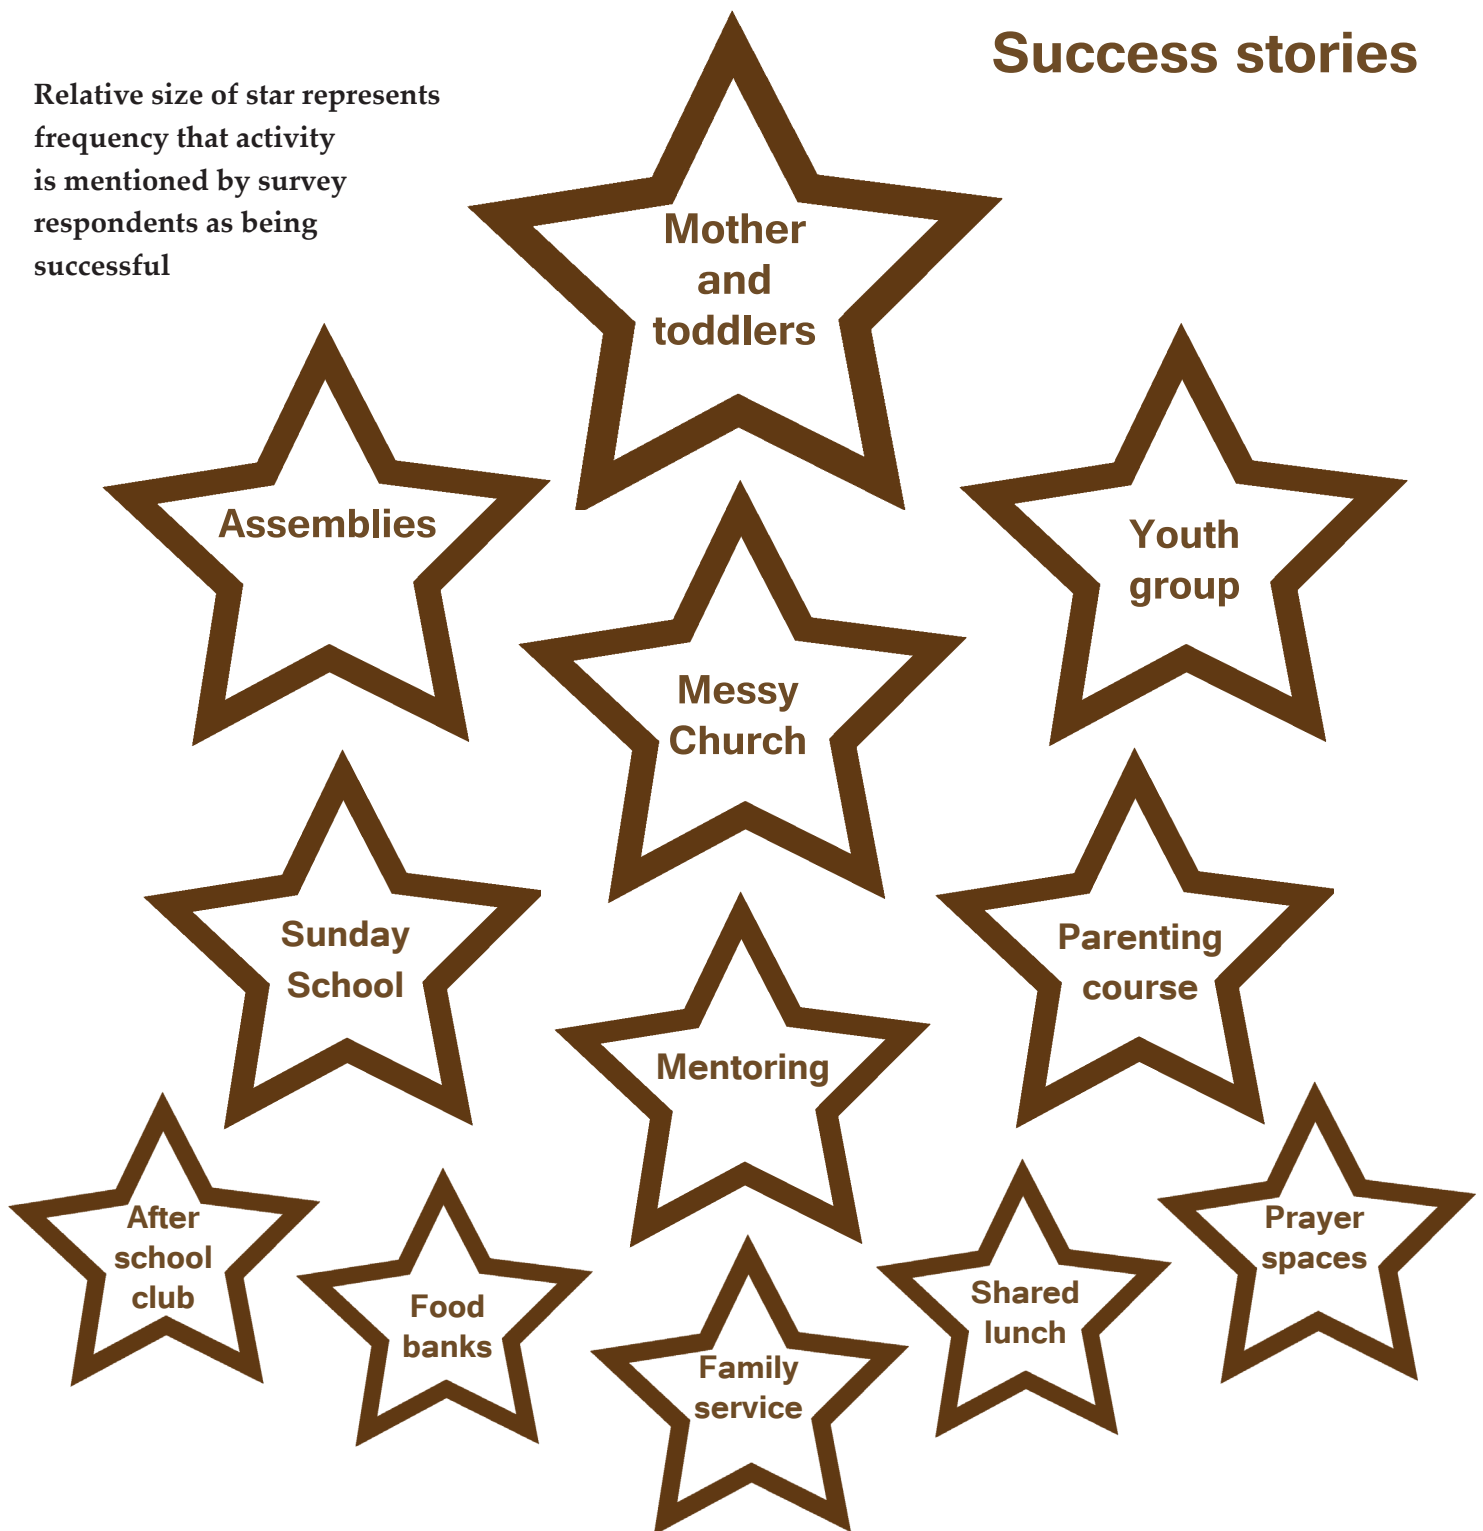 Success stories
Relative size of star represents
frequency that activity
is mentioned by survey
respondents as being
successful
Mother
and
toddlers
Assemblies
Youth
group
Messy
Church
Sunday
School
Parenting
course
Mentoring
After
school
club
Food
banks
Family
service
Shared
lunch
Prayer
spaces